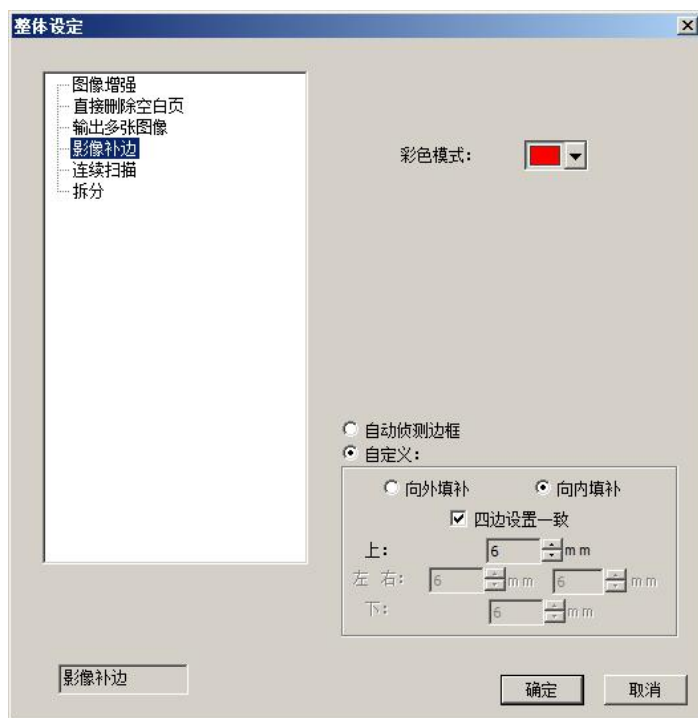 整体设定
图像增强
直接删除空白页
输出多张图像
影像补边
连续扫描
拆分
彩色模式:
自动侦测边框
自定义:
向外填补 向内填补
四边设置一致
上: 6 mm
左 右: 6 mm 6 mm
下: 6 mm
影像补边
确定 取消